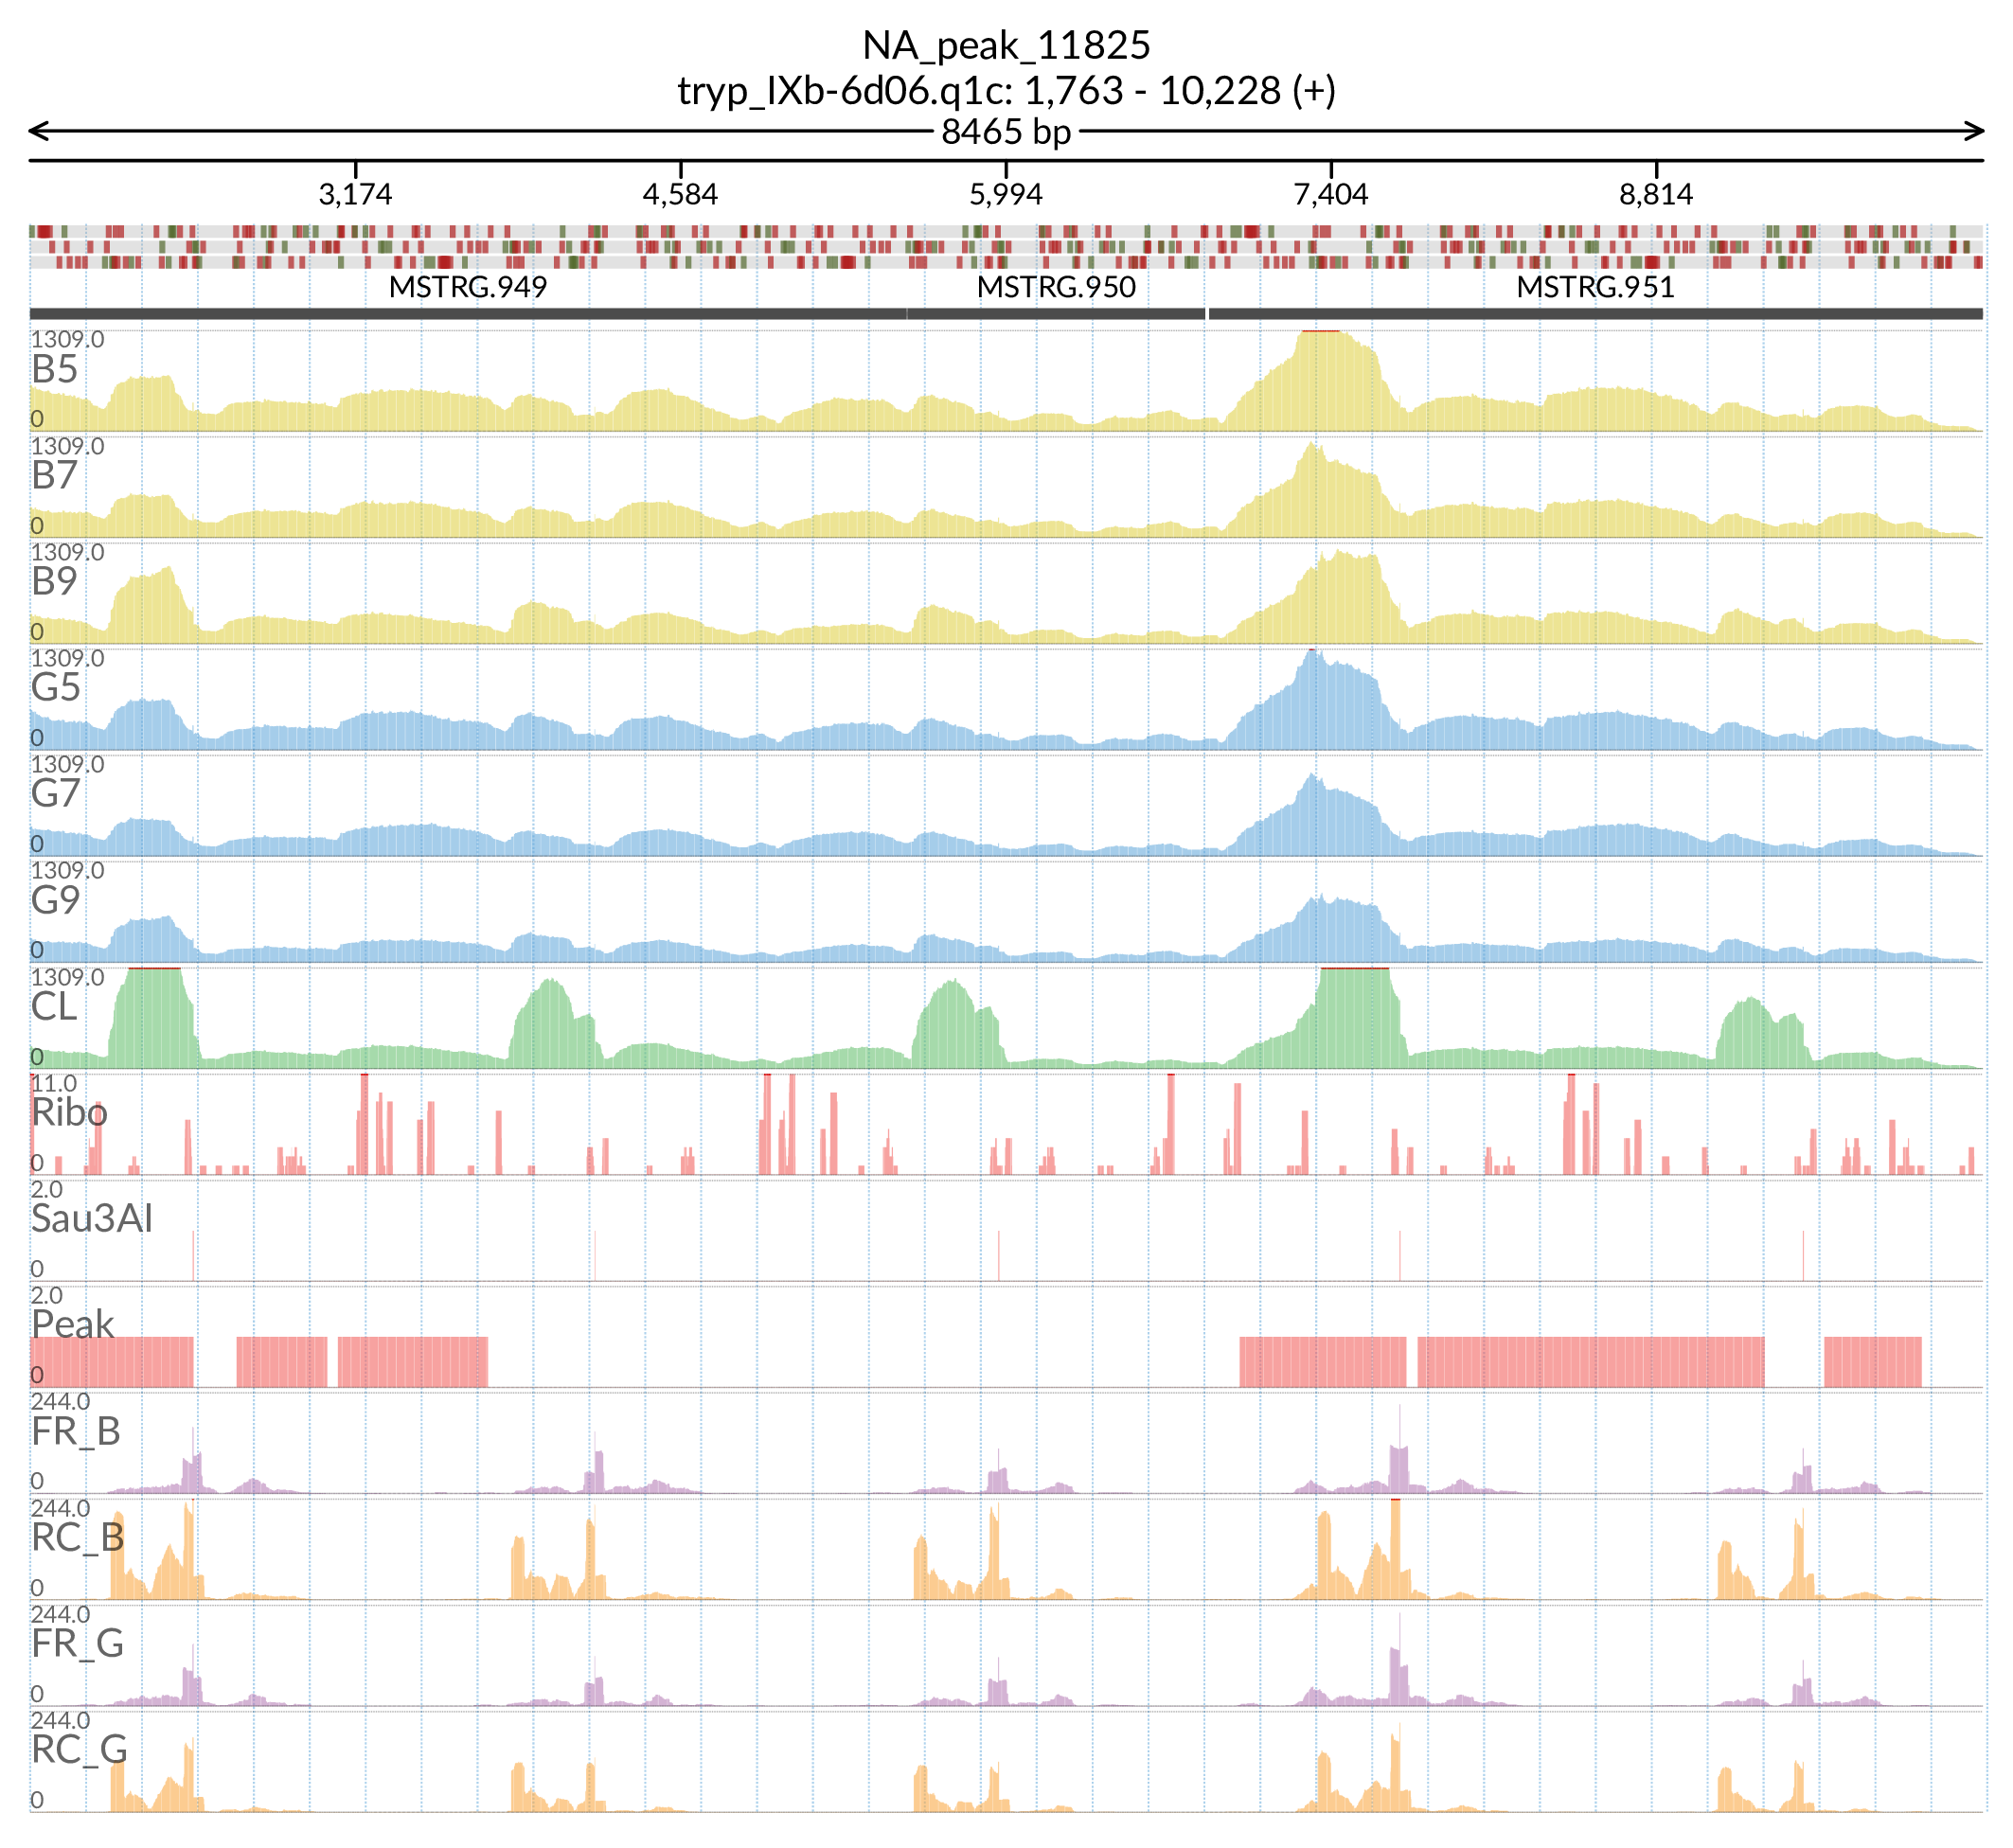 NA_peak_11825
tryp_IXb-6d06.q1c: 1,763 - 10,228 (+)
8465 bp
3,174 4,584 5,994 7,404 8,814
MSTRG.949 MSTRG.950 MSTRG.951
1309.0
B5
0
1309.0
B7
0
1309.0
B9
0
1309.0
G5
0
1309.0
G7
0
1309.0
G9
0
1309.0
CL
0
11.0
Ribo
0
2.0
Sau3AI
0
2.0
Peak
0
244.0
FR_B
0
244.0
RC_B
0
244.0
FR_G
0
244.0
RC_G
0